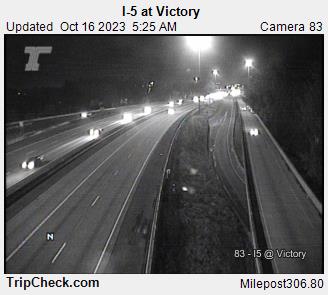 I-5 at Victory
Updated Oct 16 2023 5:25 AM Camera 83
T
N
83 - I5 @ Victory
TripCheck.com Milepost306.80